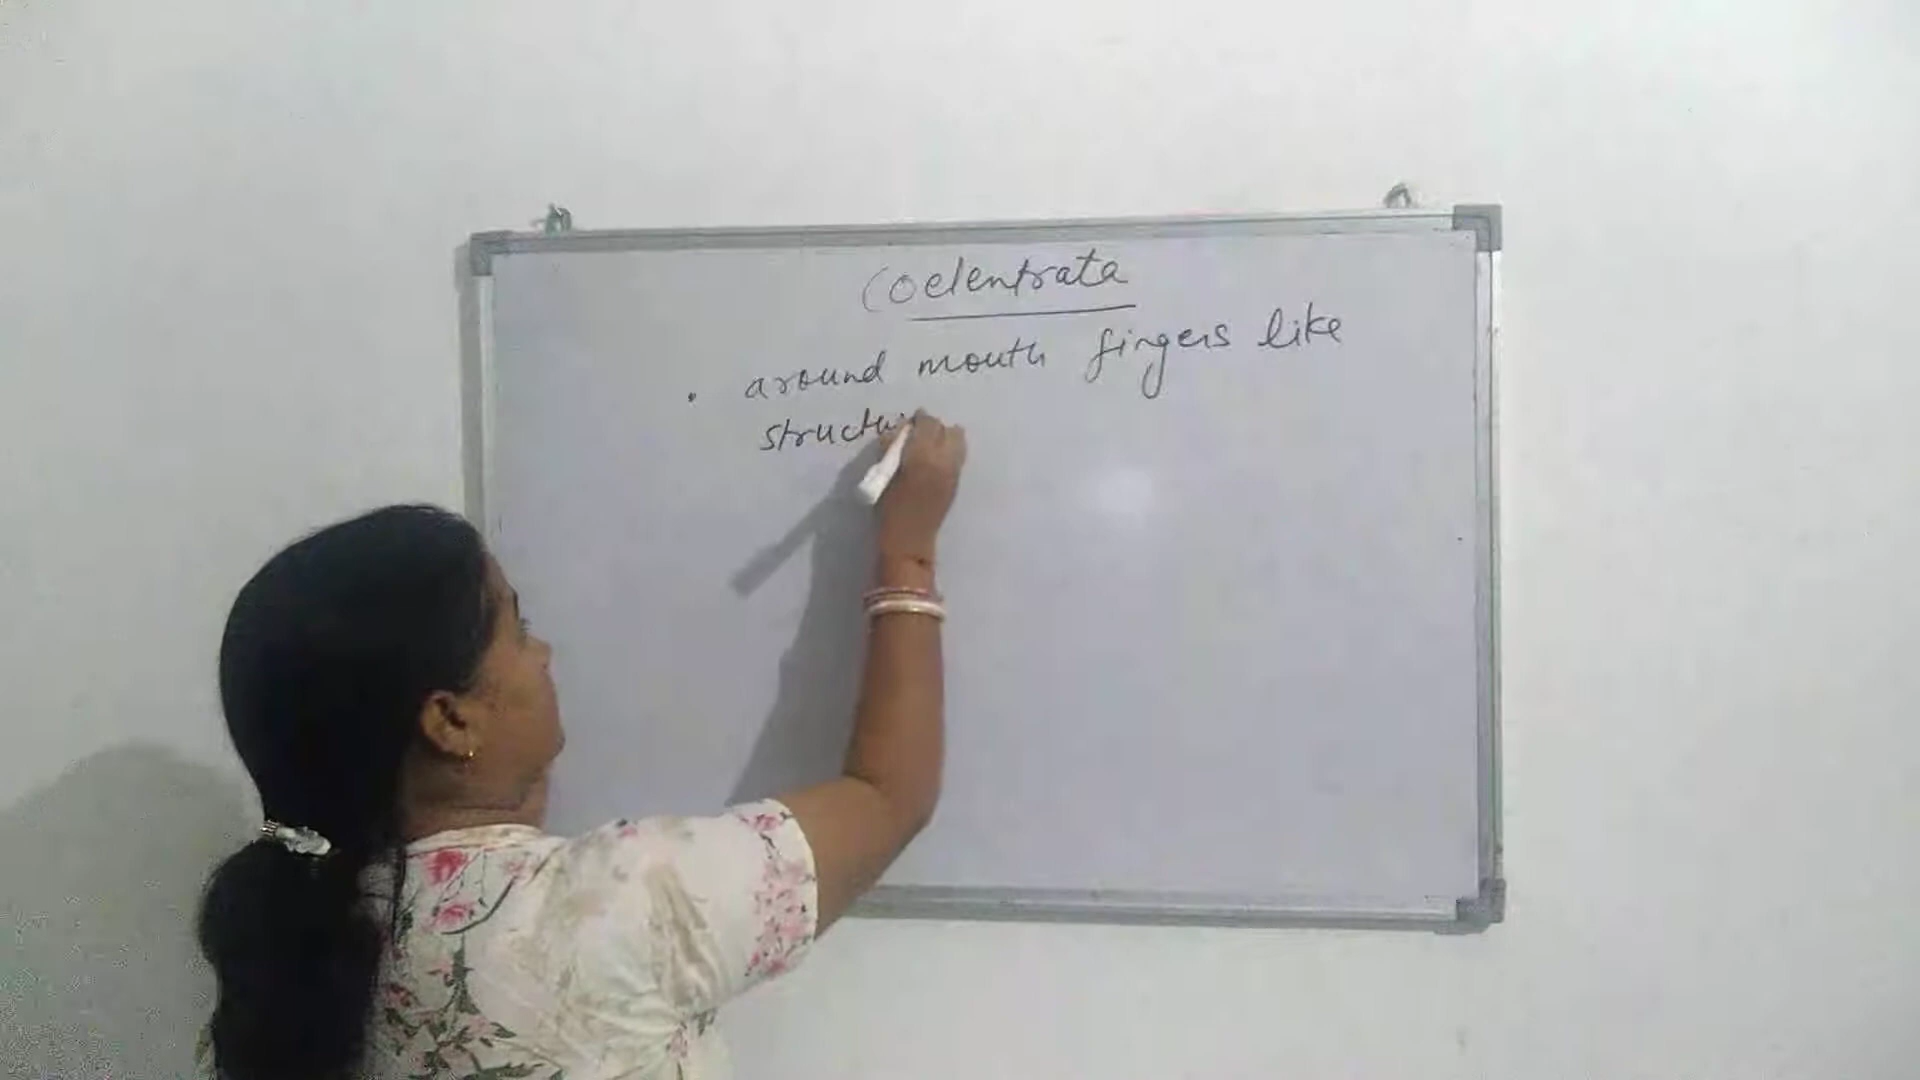 Coelentrata
. around mouth fingers like
structu